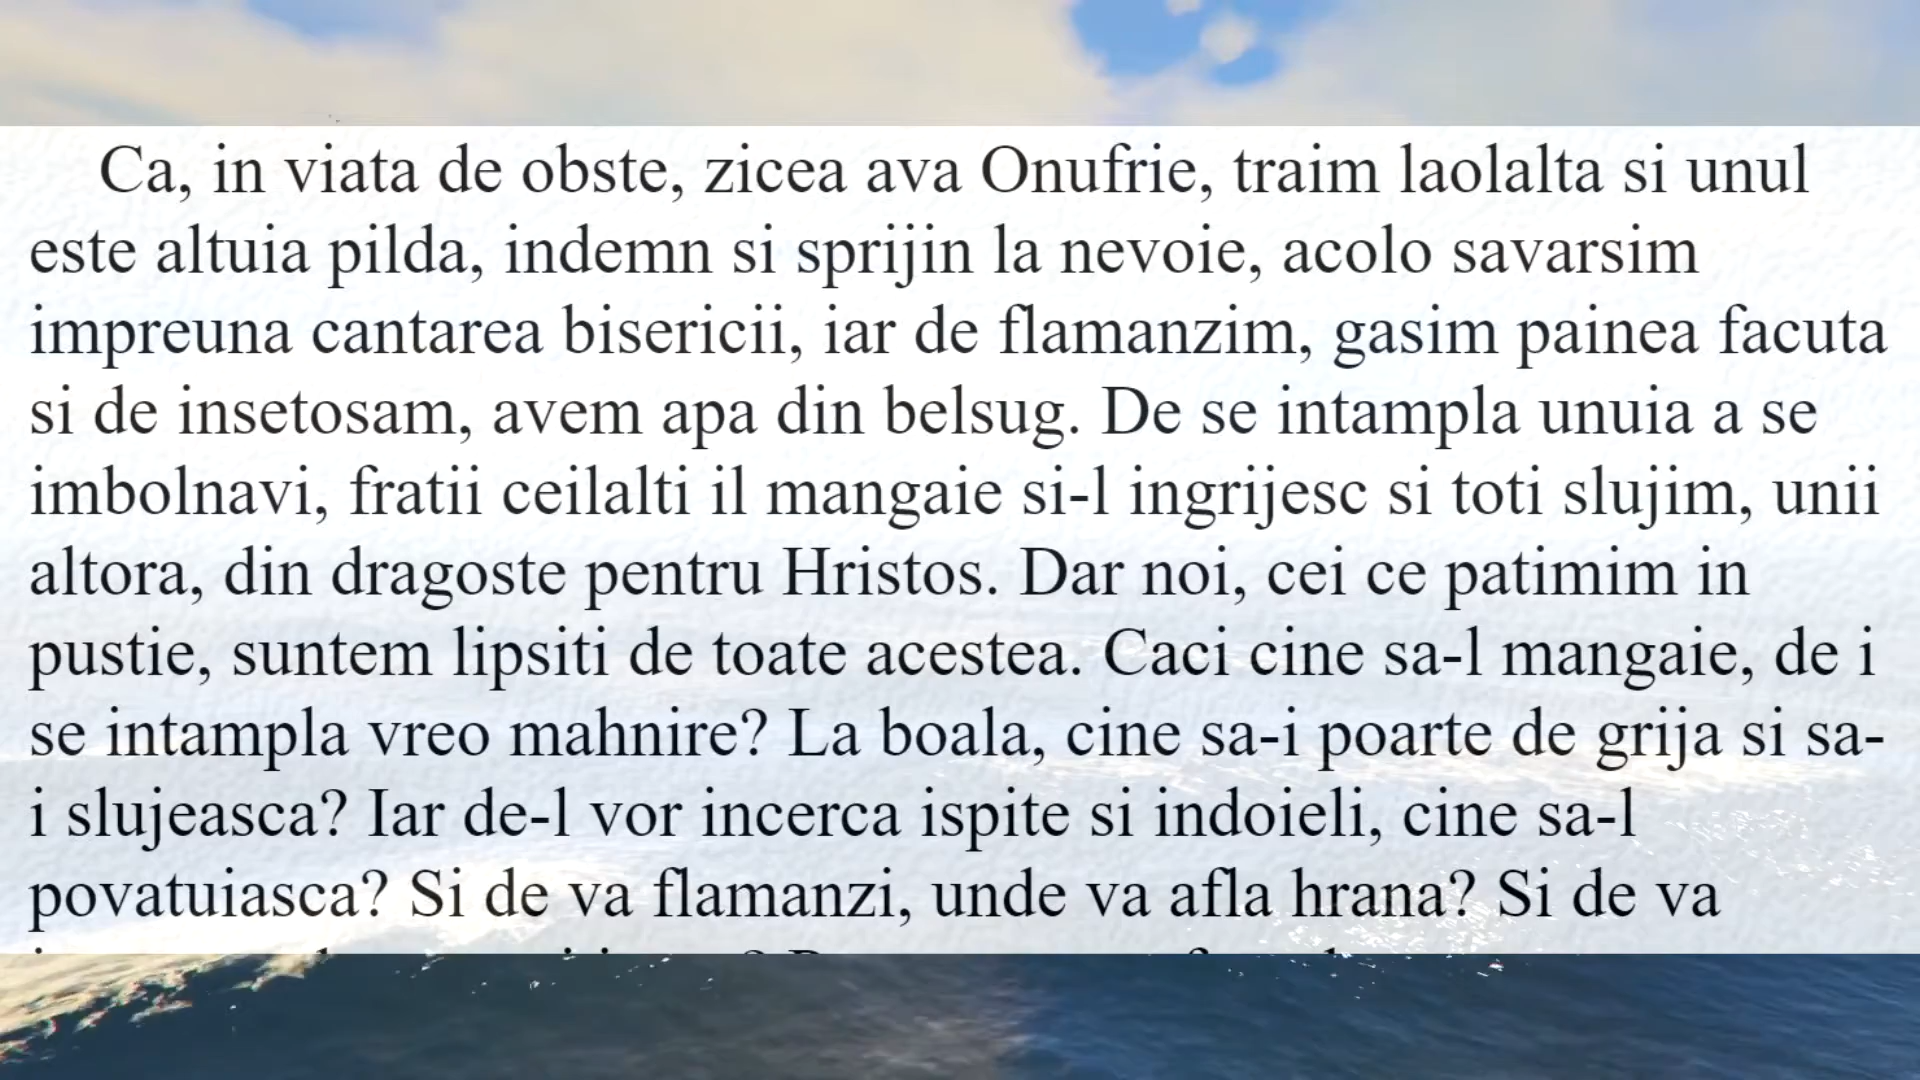 Ca, in viata de obste, zicea ava Onufrie, traim laolalta si unul
este altuia pilda, indemn si sprijin la nevoie, acolo savarsim
impreuna cantarea bisericii, iar de flamanzim, gasim painea facuta
si de insetosam, avem apa din belsug. De se intampla unuia a se
imbolnavi, fratii ceilalti il mangaie si-l ingrijesc si toti slujim, unii
altora, din dragoste pentru Hristos. Dar noi, cei ce patimim in
pustie, suntem lipsiti de toate acestea. Caci cine sa-l mangaie, de i
se intampla vreo mahnire? La boala, cine sa-i poarte de grija si sa-
i slujeasca? Iar de-l vor incerca ispite si indoieli, cine sa-l
povatuiasca? Si de va flamanzi, unde va afla hrana? Si de va